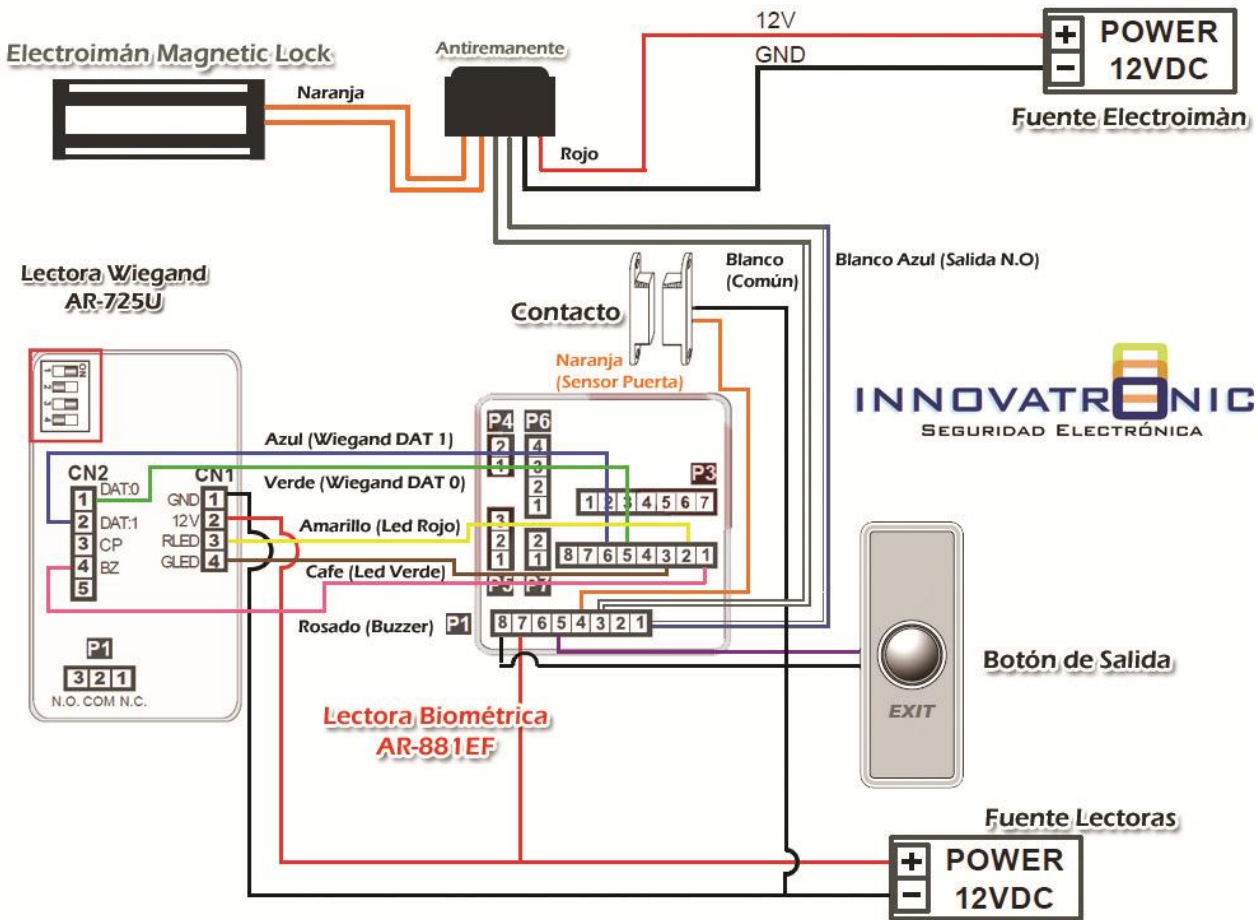 Electroimán Magnetic Lock
Naranja
Antiremanente
Rojo
12V
GND
+ POWER
- 12VDC
Fuente Electroimàn
Blanco
(Común)
Blanco Azul (Salida N.O)
Contacto
Naranja
(Sensor Puerta)
INNOVATRONIC
SEGURIDAD ELECTRÓNICA
Lectora Wiegand
AR-725U
ON
1
2
3
4
CN2
1 DAT:0
2 DAT:1
3 CP
4 BZ
5
CN1
GND 1
12V 2
RLED 3
GLED 4
P1
3 2 1
N.O. COM N.C.
Azul (Wiegand DAT 1)
Verde (Wiegand DAT 0)
Amarillo (Led Rojo)
Cafe (Led Verde)
Rosado (Buzzer)
P4
2
1
P6
4
3
2
1
P3
1 2 3 4 5 6 7
3
2
1
P5
2
1
P7
8 7 6 5 4 3 2 1
P1
8 7 6 5 4 3 2 1
Lectora Biométrica
AR-881EF
EXIT
Botón de Salida
Fuente Lectoras
+ POWER
- 12VDC